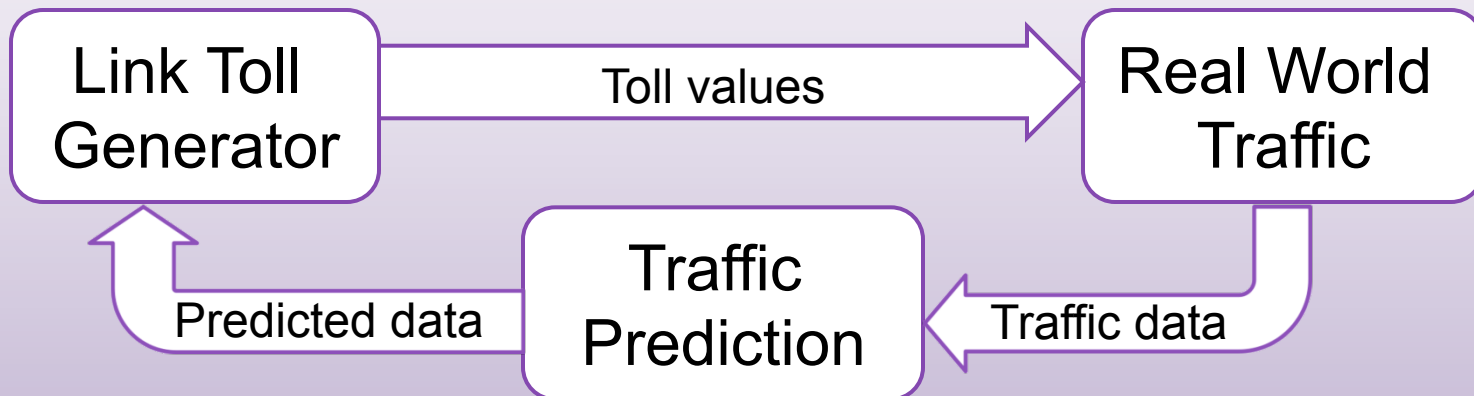 Link Toll
Generator
Toll values
Real World
Traffic
Traffic
Prediction
Predicted data
Traffic data